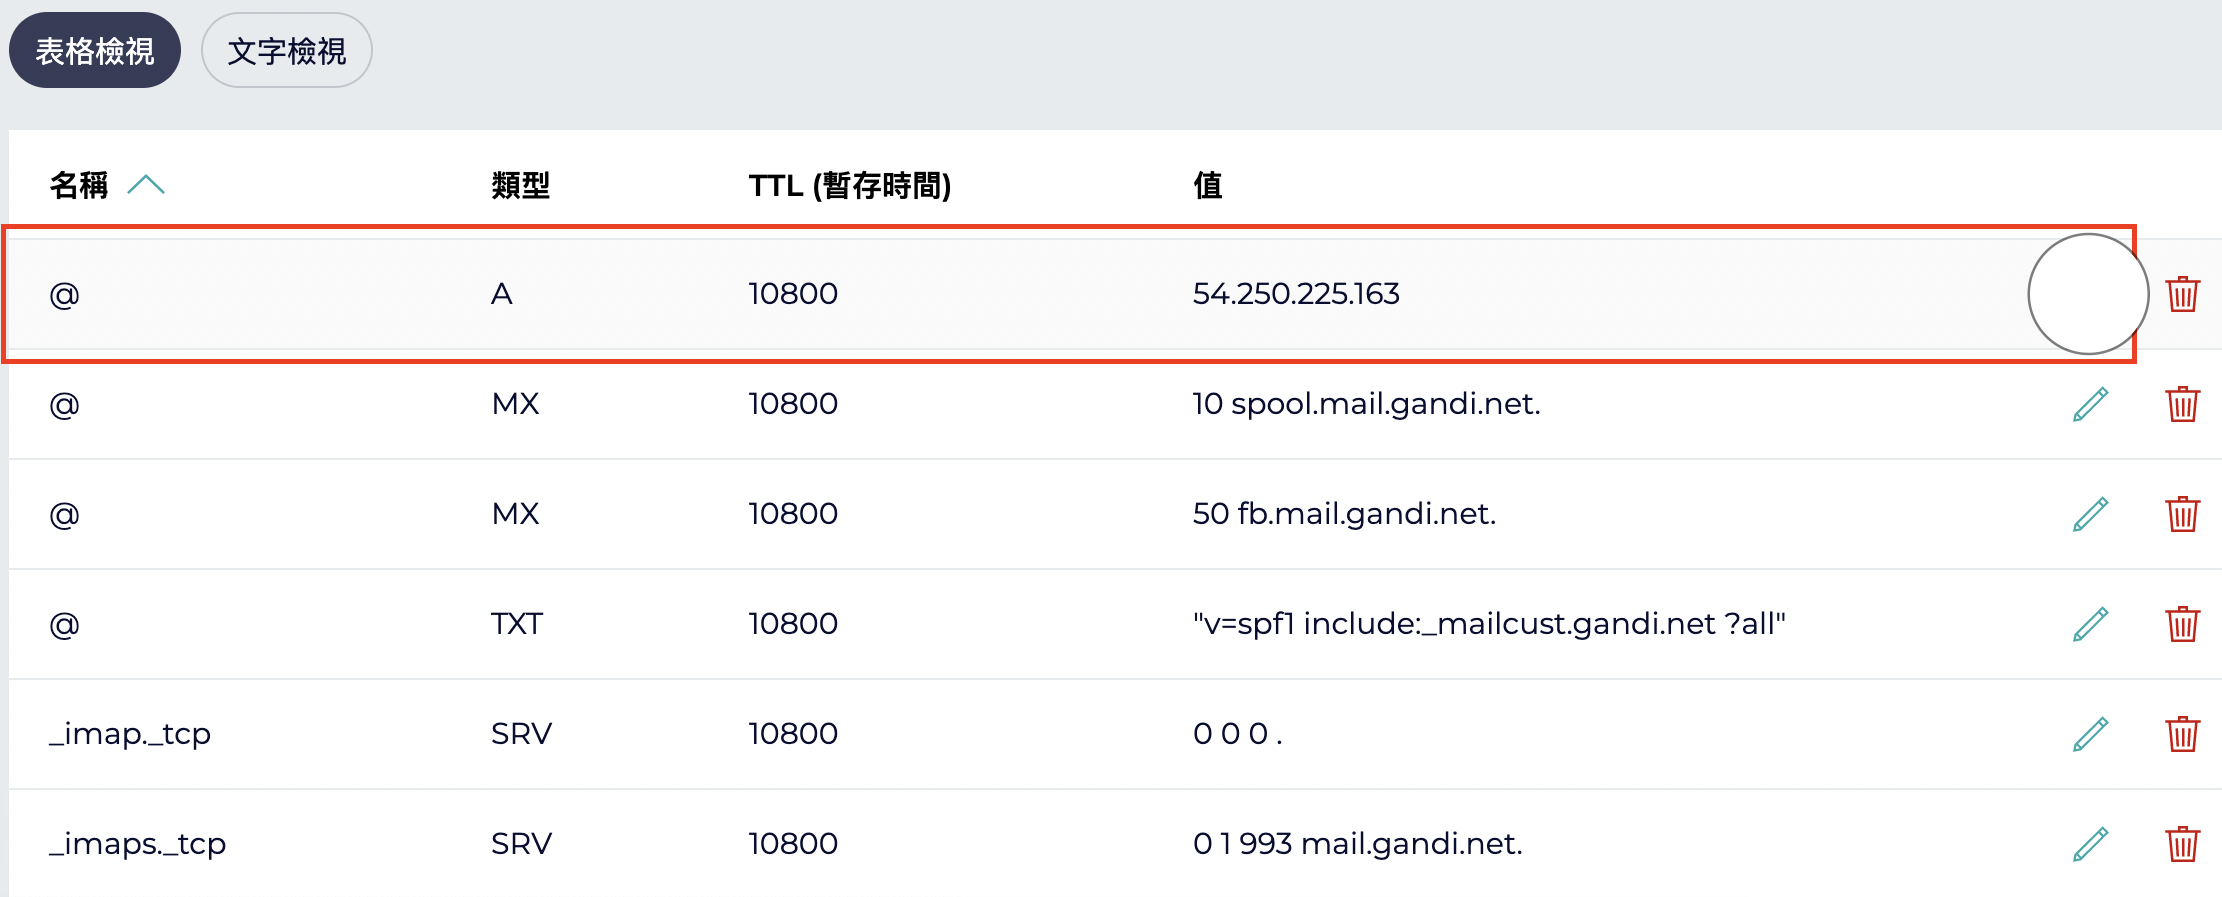 表格檢視 文字檢視
名稱 類型 TTL (暫存時間) 值
@ A 10800 54.250.225.163
@ MX 10800 10 spool.mail.gandi.net.
@ MX 10800 50 fb.mail.gandi.net.
@ TXT 10800 "v=spf1 include:_mailcust.gandi.net ?all"
_imap._tcp SRV 10800 0 0 0 .
_imaps._tcp SRV 10800 0 1 993 mail.gandi.net.